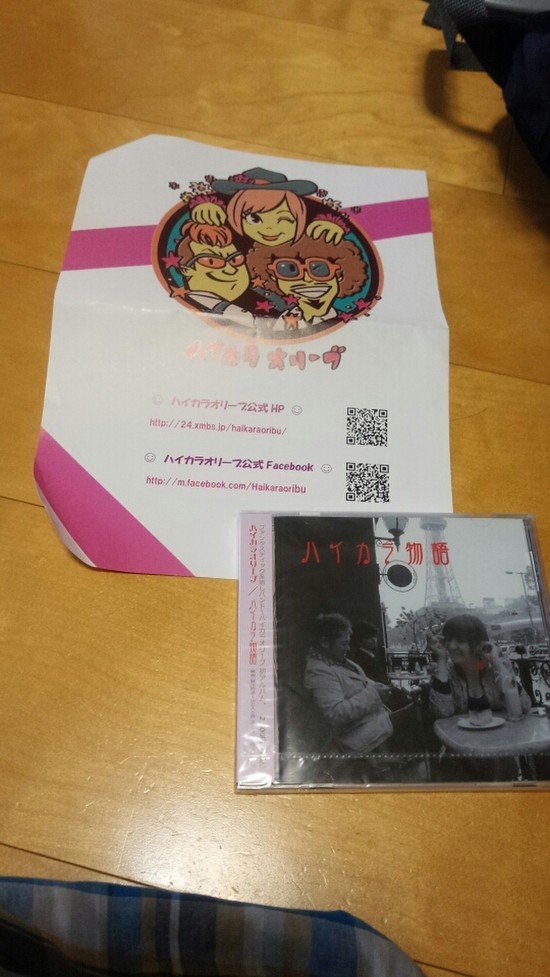 ハイカラ オリーブ
ハイカラオリーブ公式 HP
http://24.xmbs.jp/haikaraoribu/
ハイカラオリーブ公式 Facebook
http://m.facebook.com/Haikaraoribu
ハイカラ物語
ハイカラオリーブ／ハイカラ物語